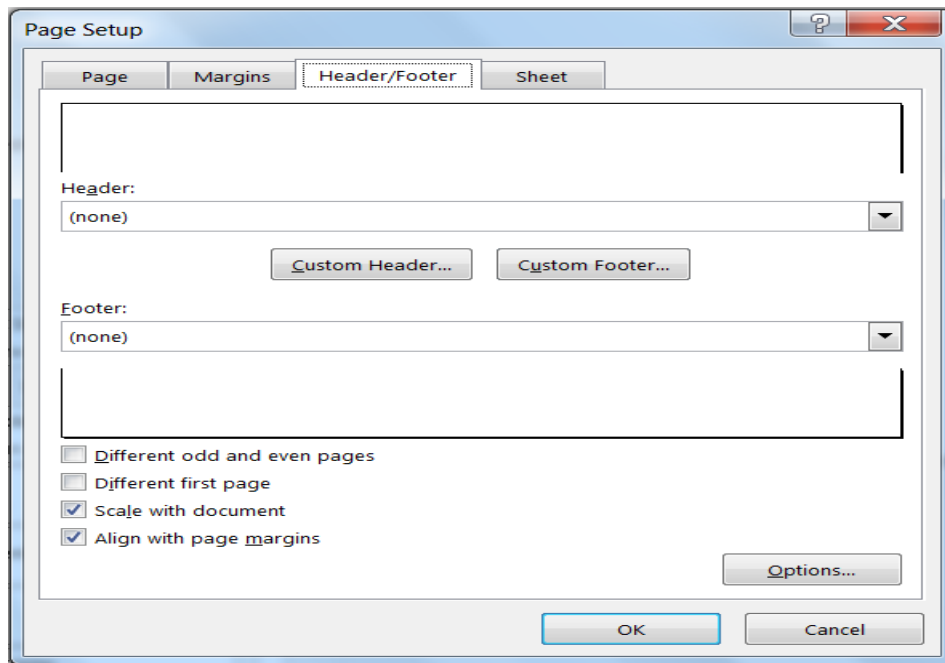 Page Setup
Page Margins Header/Footer Sheet
Header:
(none)
Custom Header... Custom Footer...
Footer:
(none)
Different odd and even pages
Different first page
Scale with document
Align with page margins
Options...
OK Cancel